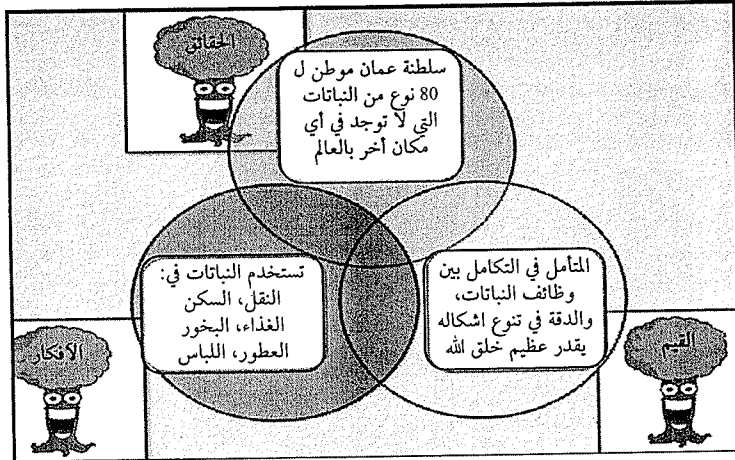 الحقائق
سلطنة عمان موطن ل
80 نوع من النباتات
التي لا توجد في أي
مكان أخر بالعالم
المتأمل في التكامل بين
وظائف النباتات،
والدقة في تنوع اشكاله
يقدر عظيم خلق الله
تستخدم النباتات في:
النقل، السكن
الغذاء، البخور
العطور، اللباس
القيم
الأفكار